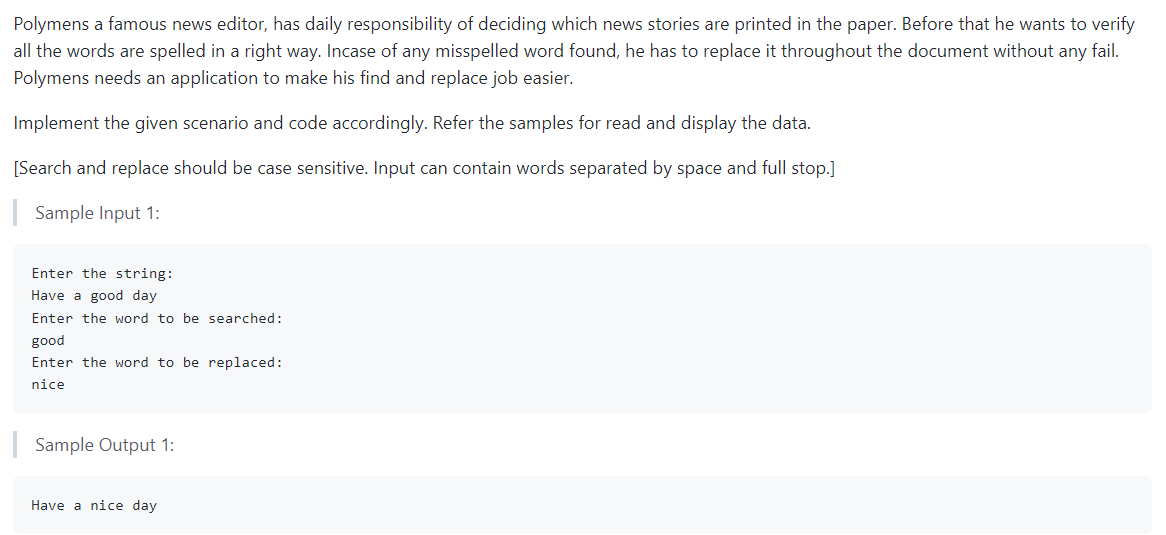 Polymens a famous news editor, has daily responsibility of deciding which news stories are printed in the paper. Before that he wants to verify
all the words are spelled in a right way. Incase of any misspelled word found, he has to replace it throughout the document without any fail.
Polymens needs an application to make his find and replace job easier.
Implement the given scenario and code accordingly. Refer the samples for read and display the data.
[Search and replace should be case sensitive. Input can contain words separated by space and full stop.]
Sample Input 1:
Enter the string:
Have a good day
Enter the word to be searched:
good
Enter the word to be replaced:
nice
Sample Output 1:
Have a nice day